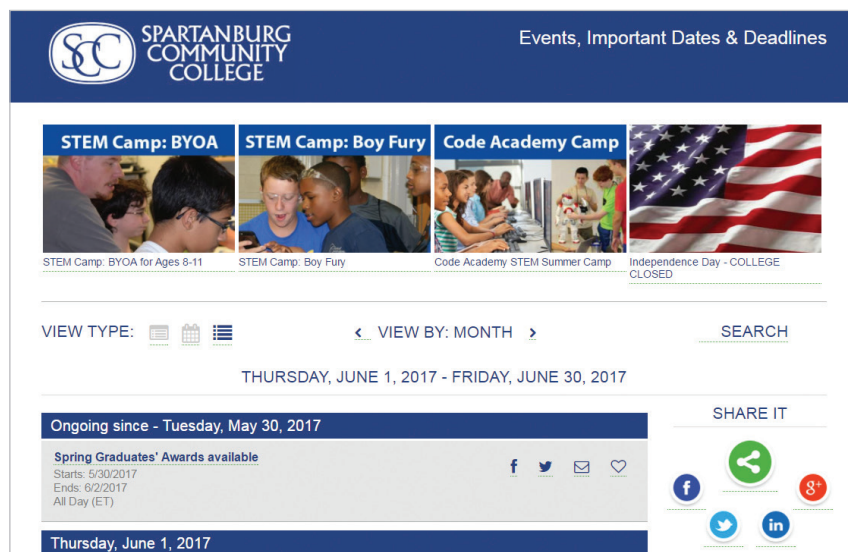 SPARTANBURG
COMMUNITY
COLLEGE
SCC
Events, Important Dates & Deadlines
STEM Camp: BYOA
STEM Camp: Boy Fury
Code Academy Camp
STEM Camp: BYOA for Ages 8-11
STEM Camp: Boy Fury
Code Academy STEM Summer Camp
Independence Day - COLLEGE
CLOSED
VIEW TYPE:
‹ VIEW BY: MONTH ›
SEARCH
THURSDAY, JUNE 1, 2017 - FRIDAY, JUNE 30, 2017
SHARE IT
Ongoing since - Tuesday, May 30, 2017
Spring Graduates' Awards available
Starts: 5/30/2017
Ends: 6/2/2017
All Day (ET)
f
f
g+
in
Thursday, June 1, 2017